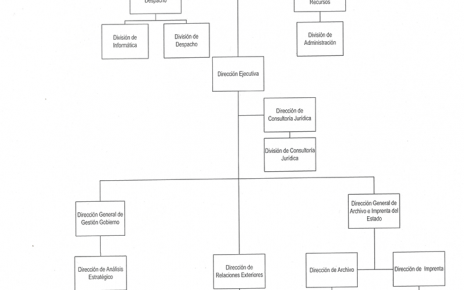 Despacho
Recursos
División de
Informática
División de
Despacho
División de
Administración
Dirección Ejecutiva
Dirección de
Consultoría Jurídica
División de Consultoría
Jurídica
Dirección General de
Gestión Gobierno
Dirección General de
Archivo e Imprenta del
Estado
Dirección de Análisis
Estratégico
Dirección de
Relaciones Exteriores
Dirección de Archivo
Dirección de Imprenta